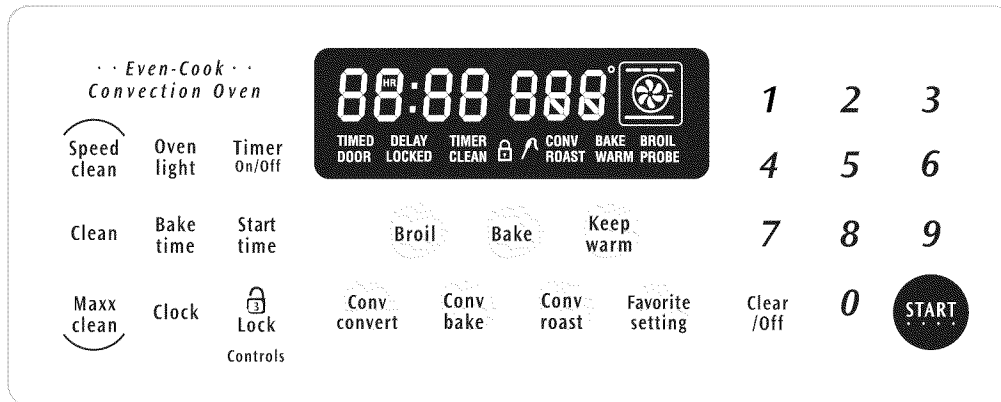 · · Even-Cook · ·
Convection Oven
Speed
clean
Oven
light
Timer
On/Off
Clean
Bake
time
Start
time
Maxx
clean
Clock
3
Lock
Controls
88:88 888°
HR
TIMED DELAY TIMER CONV BAKE BROIL
DOOR LOCKED CLEAN ROAST WARM PROBE
Broil
Bake
Keep
warm
Conv
convert
Conv
bake
Conv
roast
Favorite
setting
1 2 3
4 5 6
7 8 9
Clear
/Off
0
START